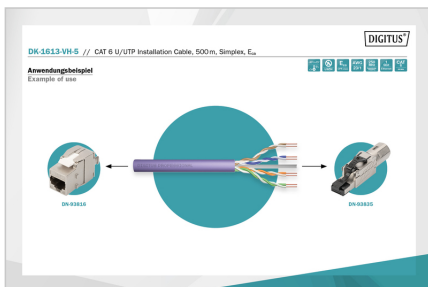 DIGITUS®
DK-1613-VH-5 // CAT 6 U/UTP Installation Cable, 500 m, Simplex, Eca
Anwendungsbeispiel
Example of use
DN-93816
DN-93835